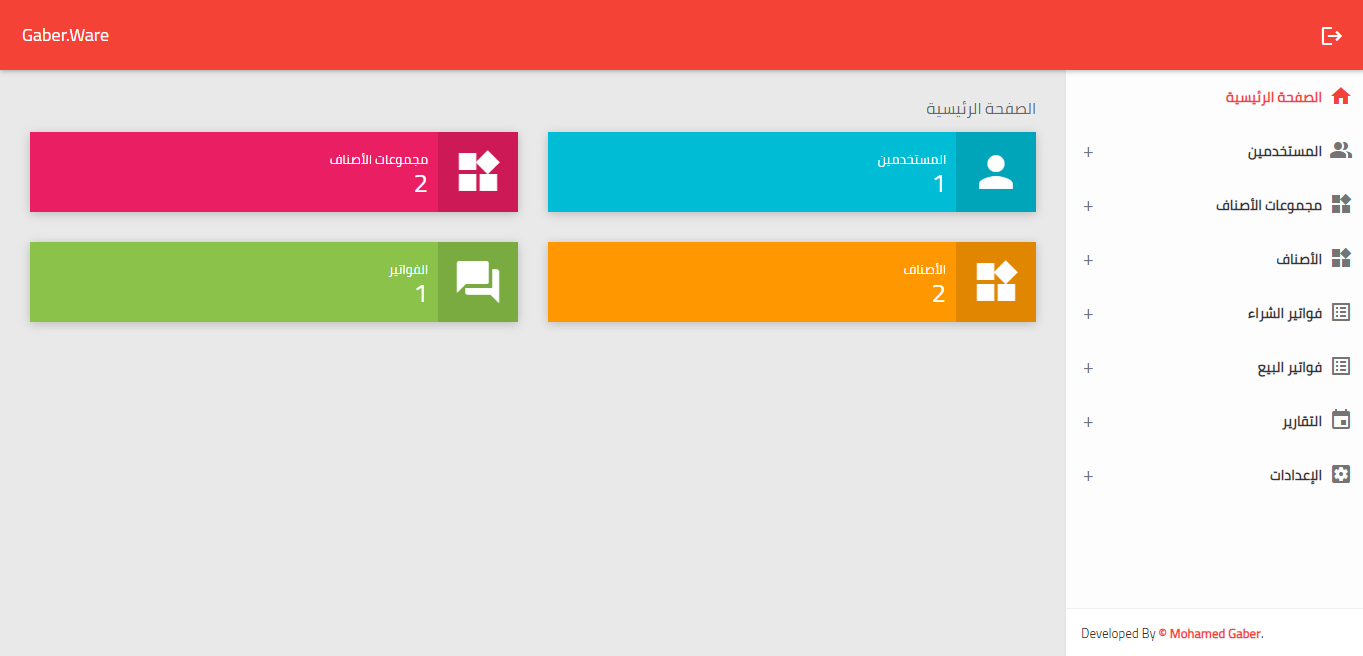 Gaber.Ware
الصفحة الرئيسية
المستخدمين
+
مجموعات الأصناف
+
الأصناف
+
فواتير الشراء
+
فواتير البيع
+
التقارير
+
الإعدادات
+
Developed By © Mohamed Gaber.
الصفحة الرئيسية
المستخدمين
1
مجموعات الأصناف
2
الأصناف
2
الفواتير
1